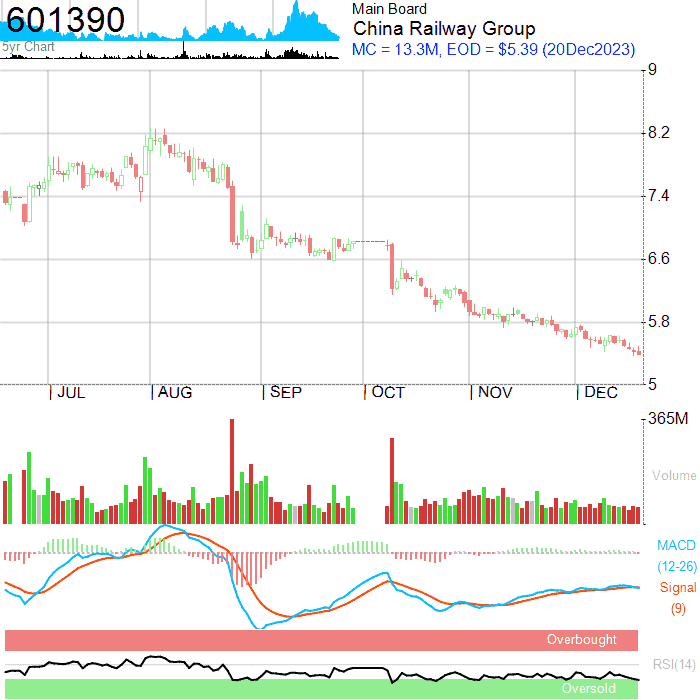 601390
5yr Chart
Main Board
China Railway Group
MC = 13.3M, EOD = $5.39 (20Dec2023)
9
8.2
7.4
6.6
5.8
5
JUL AUG SEP OCT NOV DEC
365M
Volume
MACD
(12-26)
Signal
(9)
Overbought
RSI(14)
Oversold